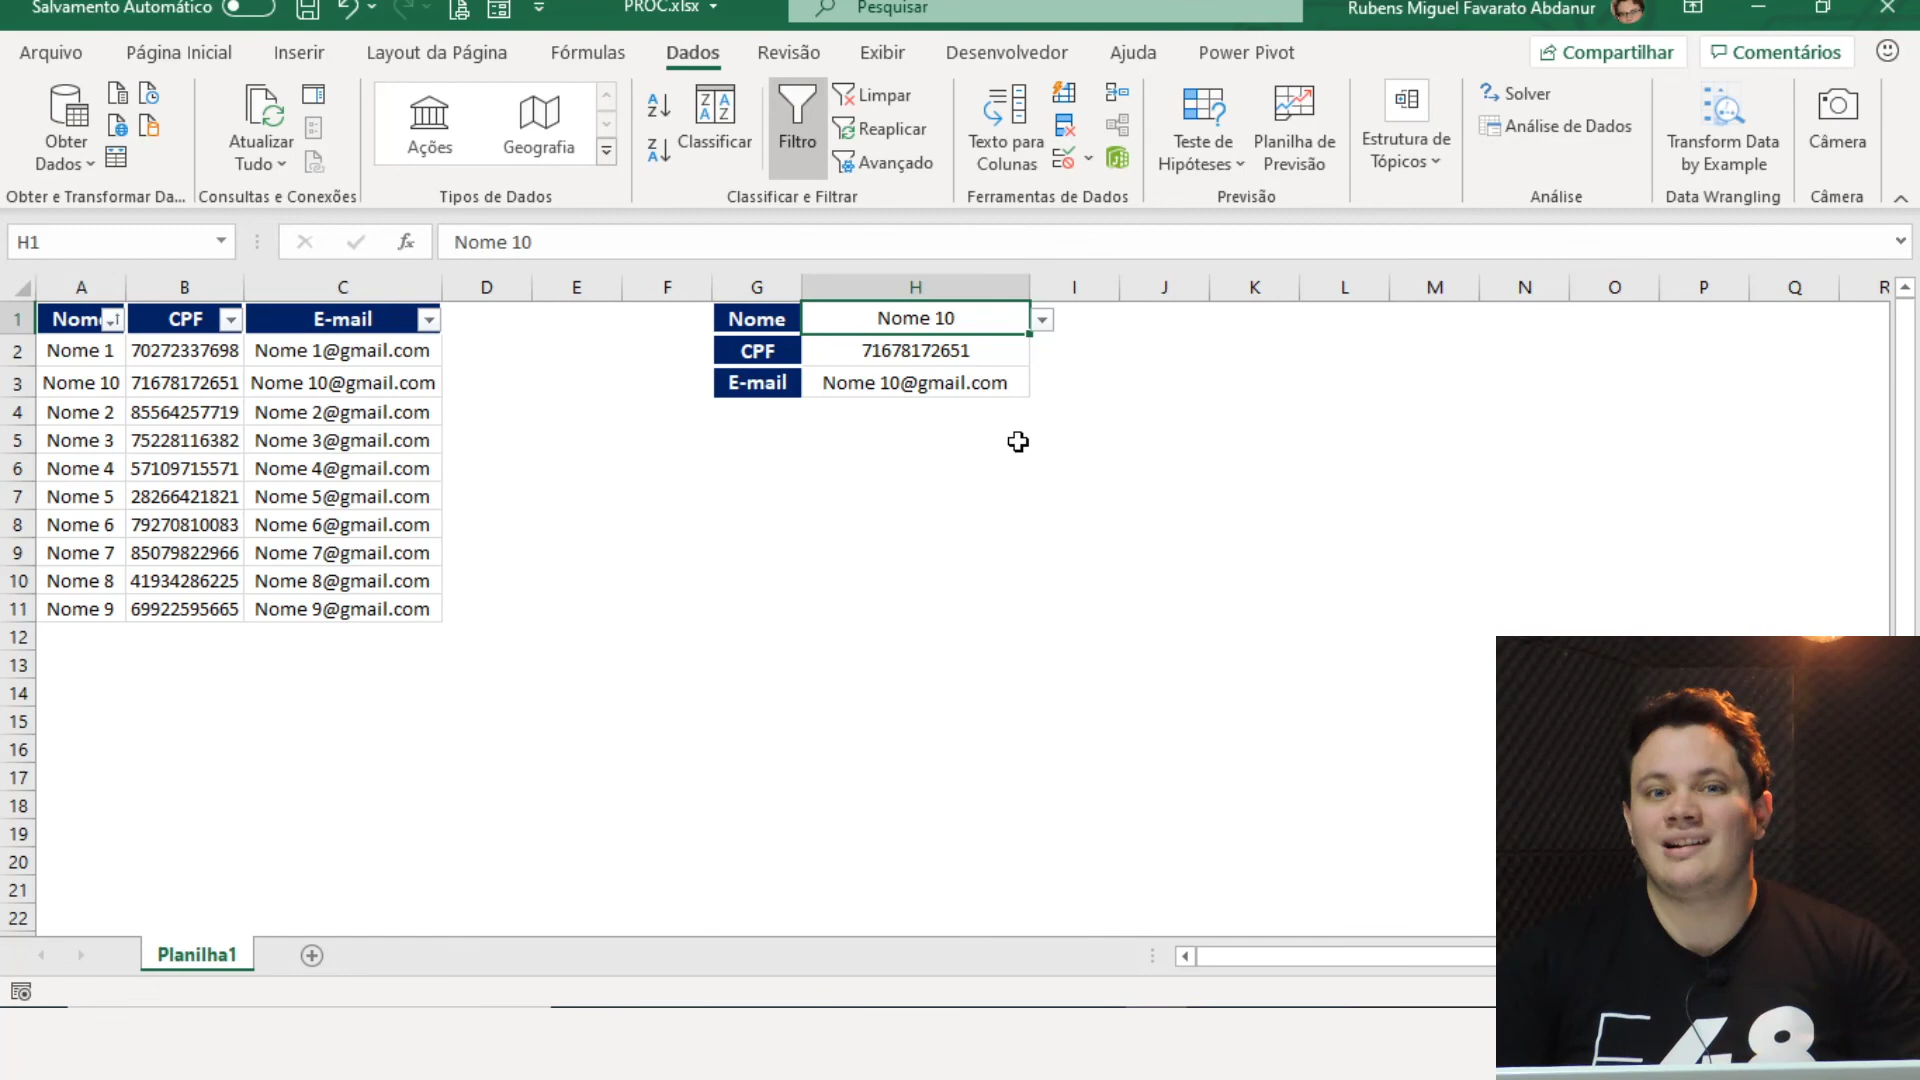 Salvamento Automático PROC.xlsx Pesquisar Rubens Miguel Favarato Abdanur
Arquivo Página Inicial Inserir Layout da Página Fórmulas Dados Revisão Exibir Desenvolvedor Ajuda Power Pivot Compartilhar Comentários
Obter Dados
Atualizar Tudo
Ações
Geografia
Classificar
Filtro
Limpar
Reaplicar
Avançado
Texto para Colunas
Teste de Hipóteses
Planilha de Previsão
Estrutura de Tópicos
Solver
Análise de Dados
Transform Data by Example
Câmera
Obter e Transformar Da... Consultas e Conexões Tipos de Dados Classificar e Filtrar Ferramentas de Dados Previsão Análise Data Wrangling Câmera
H1 fx Nome 10
A B C D E F G H I J K L M N O P Q R
1 Nome CPF E-mail Nome Nome 10
2 Nome 1 70272337698 Nome 1@gmail.com CPF 71678172651
3 Nome 10 71678172651 Nome 10@gmail.com E-mail Nome 10@gmail.com
4 Nome 2 85564257719 Nome 2@gmail.com
5 Nome 3 75228116382 Nome 3@gmail.com
6 Nome 4 57109715571 Nome 4@gmail.com
7 Nome 5 28266421821 Nome 5@gmail.com
8 Nome 6 79270810083 Nome 6@gmail.com
9 Nome 7 85079822966 Nome 7@gmail.com
10 Nome 8 41934286225 Nome 8@gmail.com
11 Nome 9 69922595665 Nome 9@gmail.com
12
13
14
15
16
17
18
19
20
21
22
Planilha1
E48